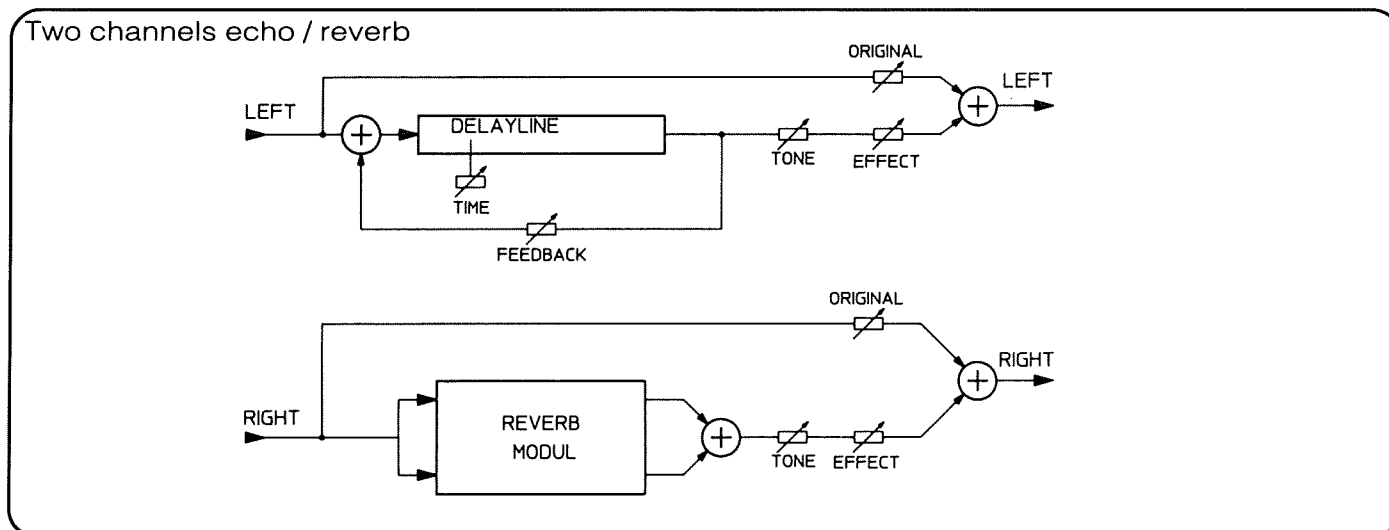 Two channels echo / reverb
ORIGINAL
LEFT
LEFT
DELAYLINE
TONE
EFFECT
TIME
FEEDBACK
ORIGINAL
RIGHT
RIGHT
REVERB
MODUL
TONE
EFFECT